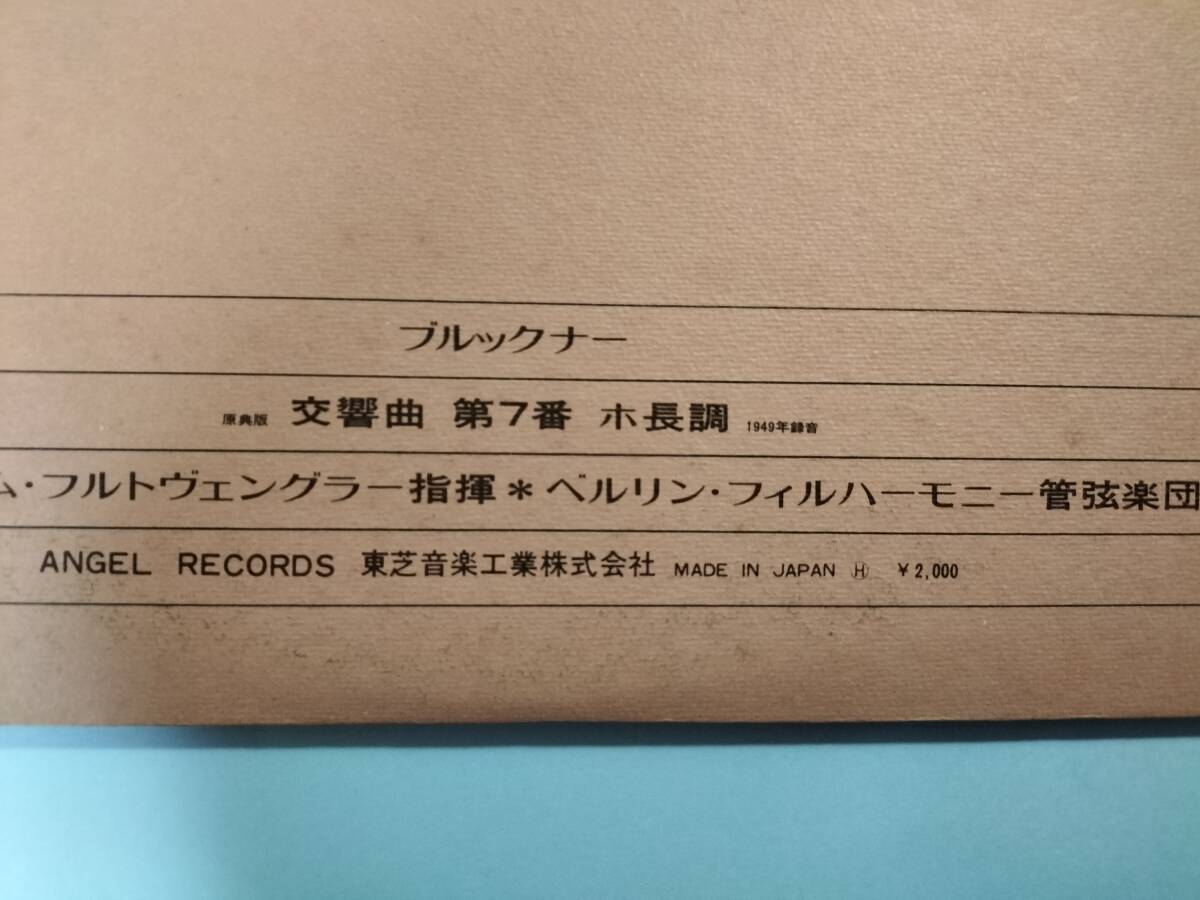 ブルックナー
原典版 交響曲 第7番 ホ長調 1949年録音
ム・フルトヴェングラー指揮*ベルリン・フィルハーモニー管弦楽団
ANGEL RECORDS 東芝音楽工業株式会社 MADE IN JAPAN Ⓗ ¥2,000